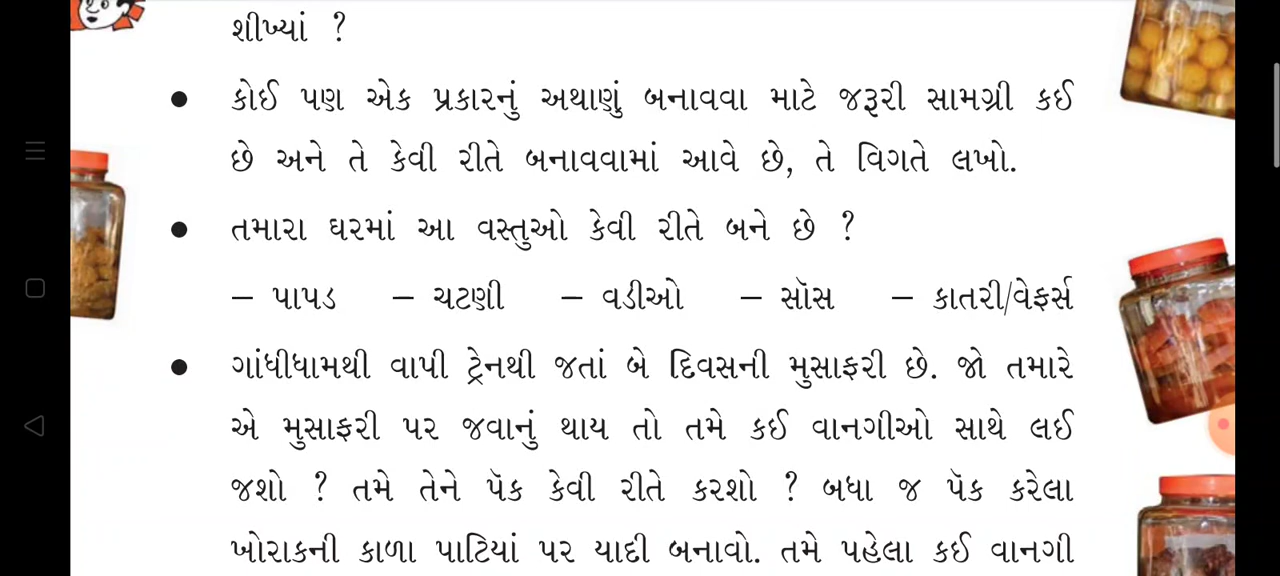 શીખ્યાં ?
● કોઈ પણ એક પ્રકારનું અથાણું બનાવવા માટે જરૂરી સામગ્રી કઈ
છે અને તે કેવી રીતે બનાવવામાં આવે છે, તે વિગતે લખો.
● તમારા ઘરમાં આ વસ્તુઓ કેવી રીતે બને છે ?
– પાપડ – ચટણી – વડીઓ – સૉસ – કાતરી/વેફર્સ
● ગાંધીધામથી વાપી ટ્રેનથી જતાં બે દિવસની મુસાફરી છે. જો તમારે
એ મુસાફરી પર જવાનું થાય તો તમે કઈ વાનગીઓ સાથે લઈ
જશો ? તમે તેને પૅક કેવી રીતે કરશો ? બધા જ પૅક કરેલા
ખોરાકની કાળા પાટિયાં પર યાદી બનાવો. તમે પહેલા કઈ વાનગી